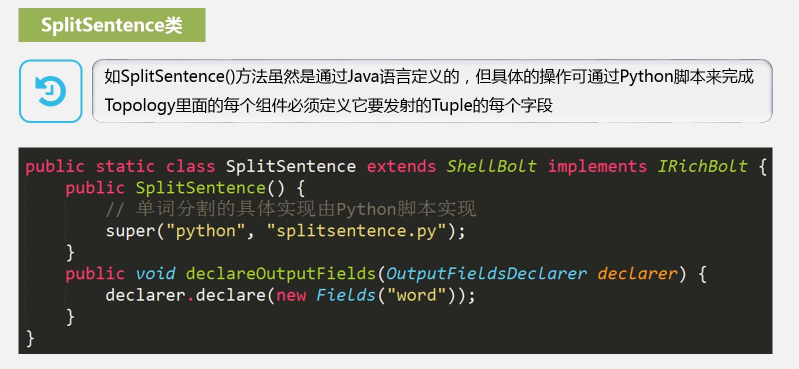 SplitSentence类
如SplitSentence()方法虽然是通过Java语言定义的，但具体的操作可通过Python脚本来完成
Topology里面的每个组件必须定义它要发射的Tuple的每个字段
public static class SplitSentence extends ShellBolt implements IRichBolt {
    public SplitSentence() {
        // 单词分割的具体实现由Python脚本实现
        super("python", "splitsentence.py");
    }
    public void declareOutputFields(OutputFieldsDeclarer declarer) {
        declarer.declare(new Fields("word"));
    }
}